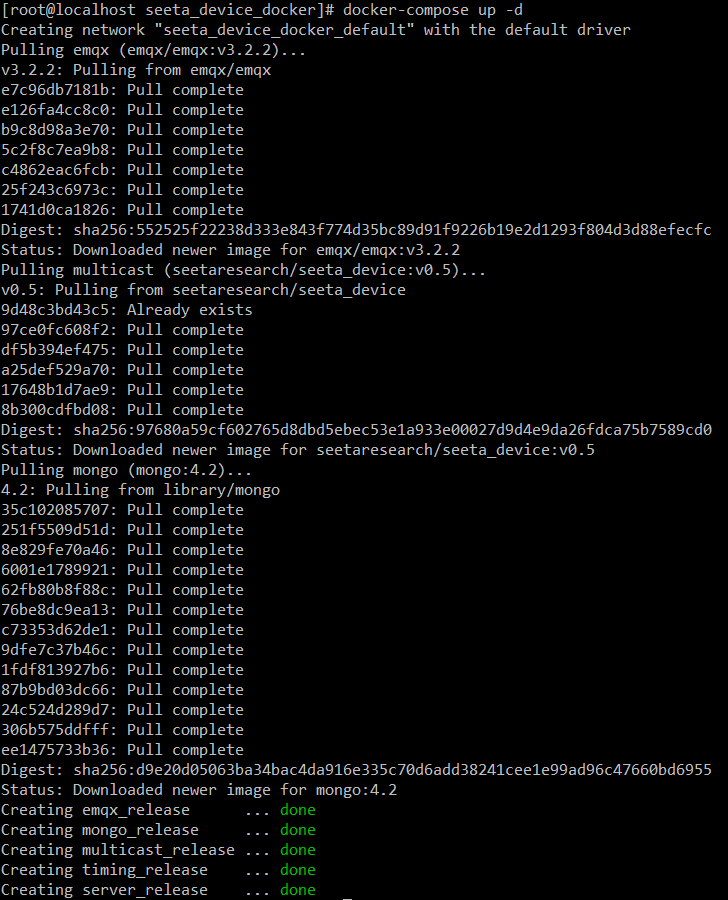 [root@localhost seeta_device_docker]# docker-compose up -d
Creating network "seeta_device_docker_default" with the default driver
Pulling emqx (emqx/emqx:v3.2.2)...
v3.2.2: Pulling from emqx/emqx
e7c96db7181b: Pull complete
e126fa4cc8c0: Pull complete
b9c8d98a3e70: Pull complete
5c2f8c7ea9b8: Pull complete
c4862eac6fcb: Pull complete
25f243c6973c: Pull complete
1741d0ca1826: Pull complete
Digest: sha256:552525f22238d333e843f774d35bc89d91f9226b19e2d1293f804d3d88efecfc
Status: Downloaded newer image for emqx/emqx:v3.2.2
Pulling multicast (seetaresearch/seeta_device:v0.5)...
v0.5: Pulling from seetaresearch/seeta_device
9d48c3bd43c5: Already exists
97ce0fc608f2: Pull complete
df5b394ef475: Pull complete
a25def529a70: Pull complete
17648b1d7ae9: Pull complete
8b300cdfbd08: Pull complete
Digest: sha256:97680a59cf602765d8dbd5ebec53e1a933e00027d9d4e9da26fdca75b7589cd0
Status: Downloaded newer image for seetaresearch/seeta_device:v0.5
Pulling mongo (mongo:4.2)...
4.2: Pulling from library/mongo
35c102085707: Pull complete
251f5509d51d: Pull complete
8e829fe70a46: Pull complete
6001e1789921: Pull complete
62fb80b8f88c: Pull complete
76be8dc9ea13: Pull complete
c73353d62de1: Pull complete
9dfe7c37b46c: Pull complete
1fdf813927b6: Pull complete
87b9bd03dc66: Pull complete
24c524d289d7: Pull complete
306b575ddfff: Pull complete
ee1475733b36: Pull complete
Digest: sha256:d9e20d05063ba34bac4da916e335c70d6add38241cee1e99ad96c47660bd6955
Status: Downloaded newer image for mongo:4.2
Creating emqx_release      ... done
Creating mongo_release     ... done
Creating multicast_release ... done
Creating timing_release    ... done
Creating server_release    ... done